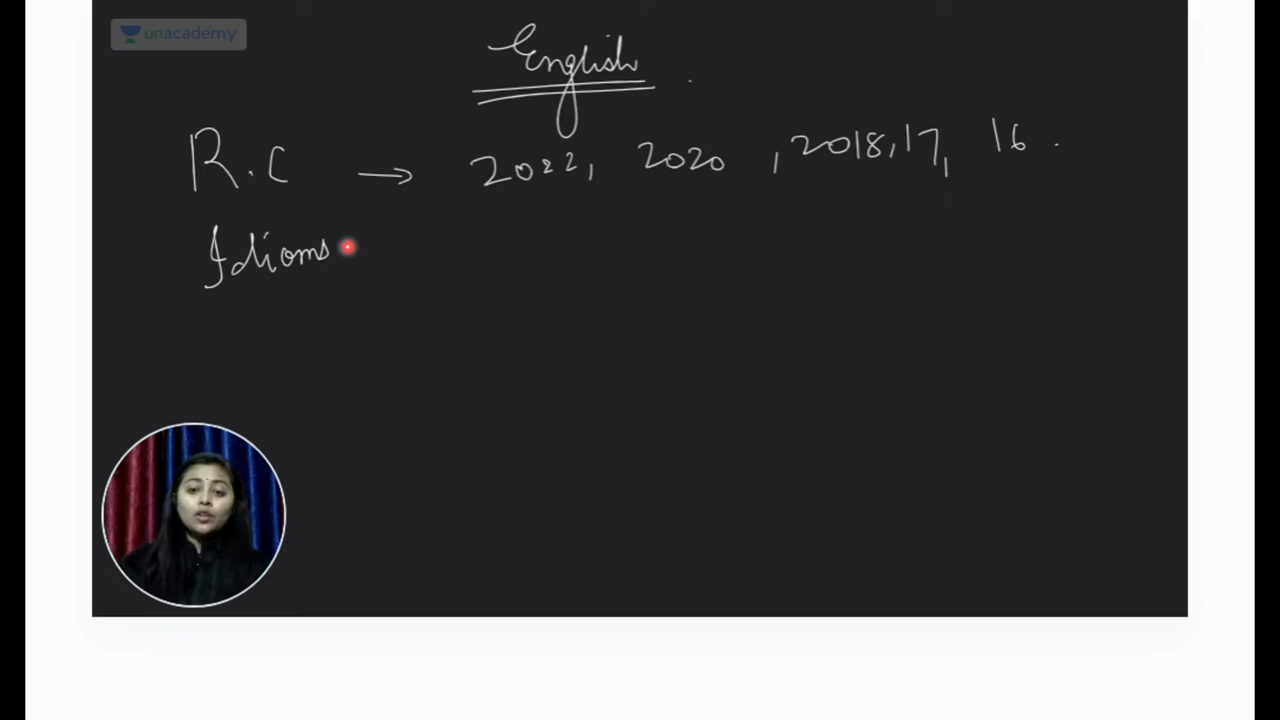 unacademy
English
R.C → 2022, 2020, 2018, 17, 16.
Idioms